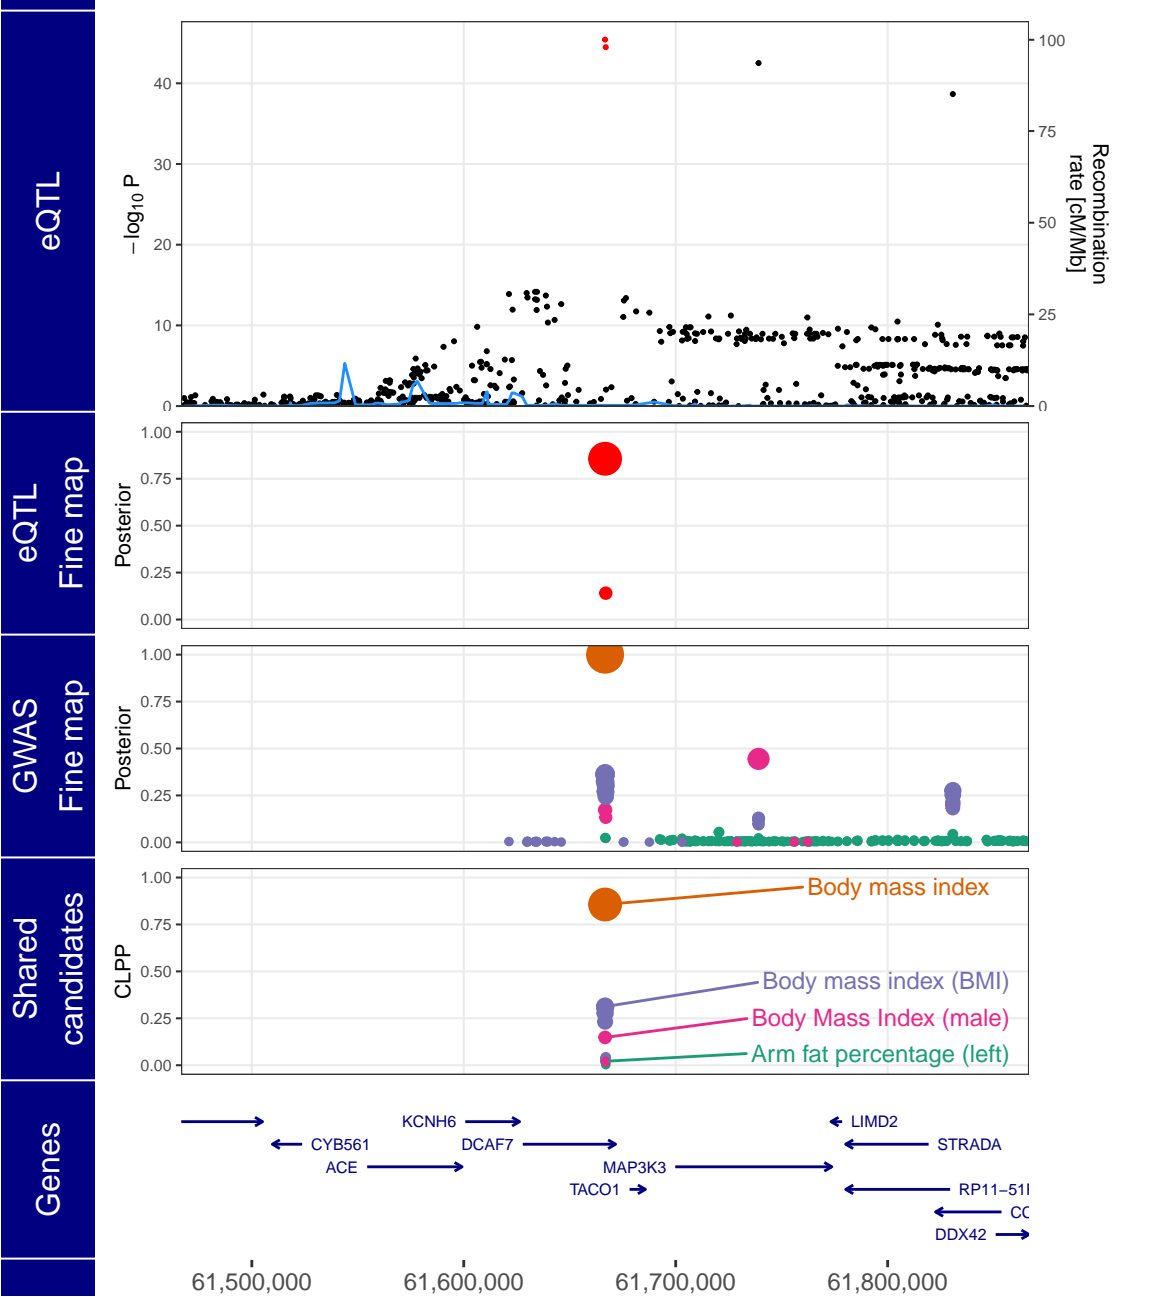 eQTL
−log10 P
40
30
20
10
0
100
75
50
25
0
Recombination
rate [cM/Mb]
eQTL
Fine map
Posterior
1.00
0.75
0.50
0.25
0.00
GWAS
Fine map
Posterior
1.00
0.75
0.50
0.25
0.00
Shared
candidates
CLPP
1.00
0.75
0.50
0.25
0.00
Body mass index
Body mass index (BMI)
Body Mass Index (male)
Arm fat percentage (left)
Genes
KCNH6
LIMD2
CYB561
DCAF7
STRADA
ACE
MAP3K3
TACO1
RP11−51
DDX42
61,500,000
61,600,000
61,700,000
61,800,000